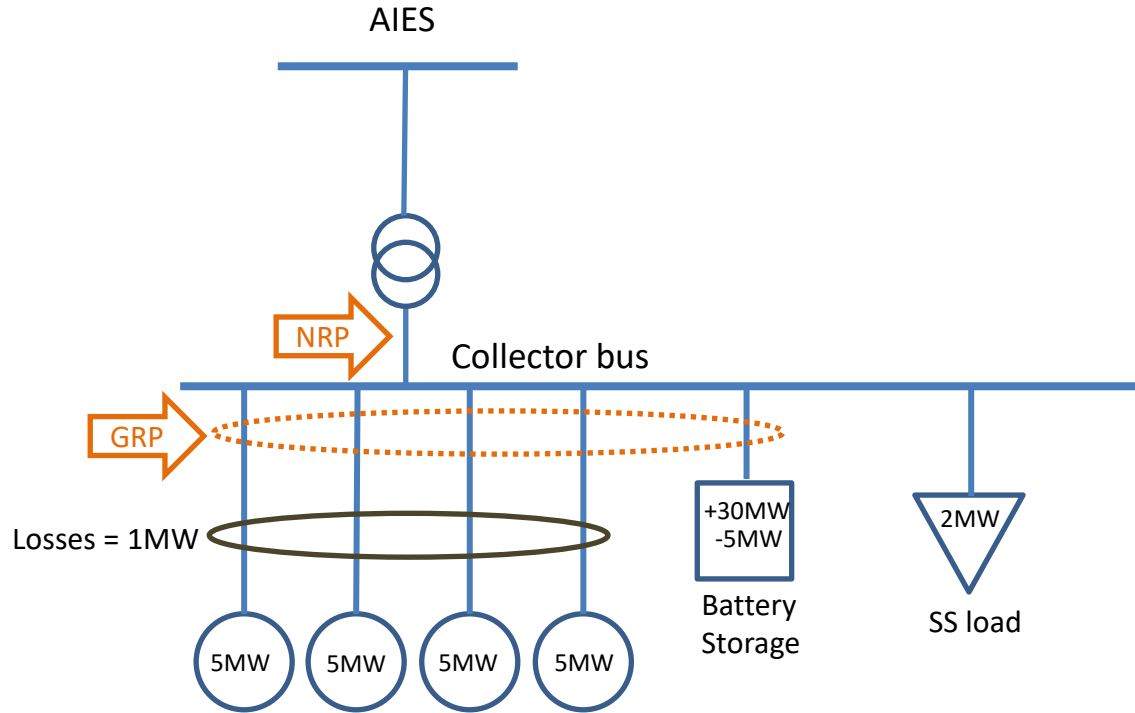 AIES
NRP
Collector bus
GRP
+30MW
-5MW
2MW
Losses = 1MW
Battery
Storage
SS load
5MW
5MW
5MW
5MW